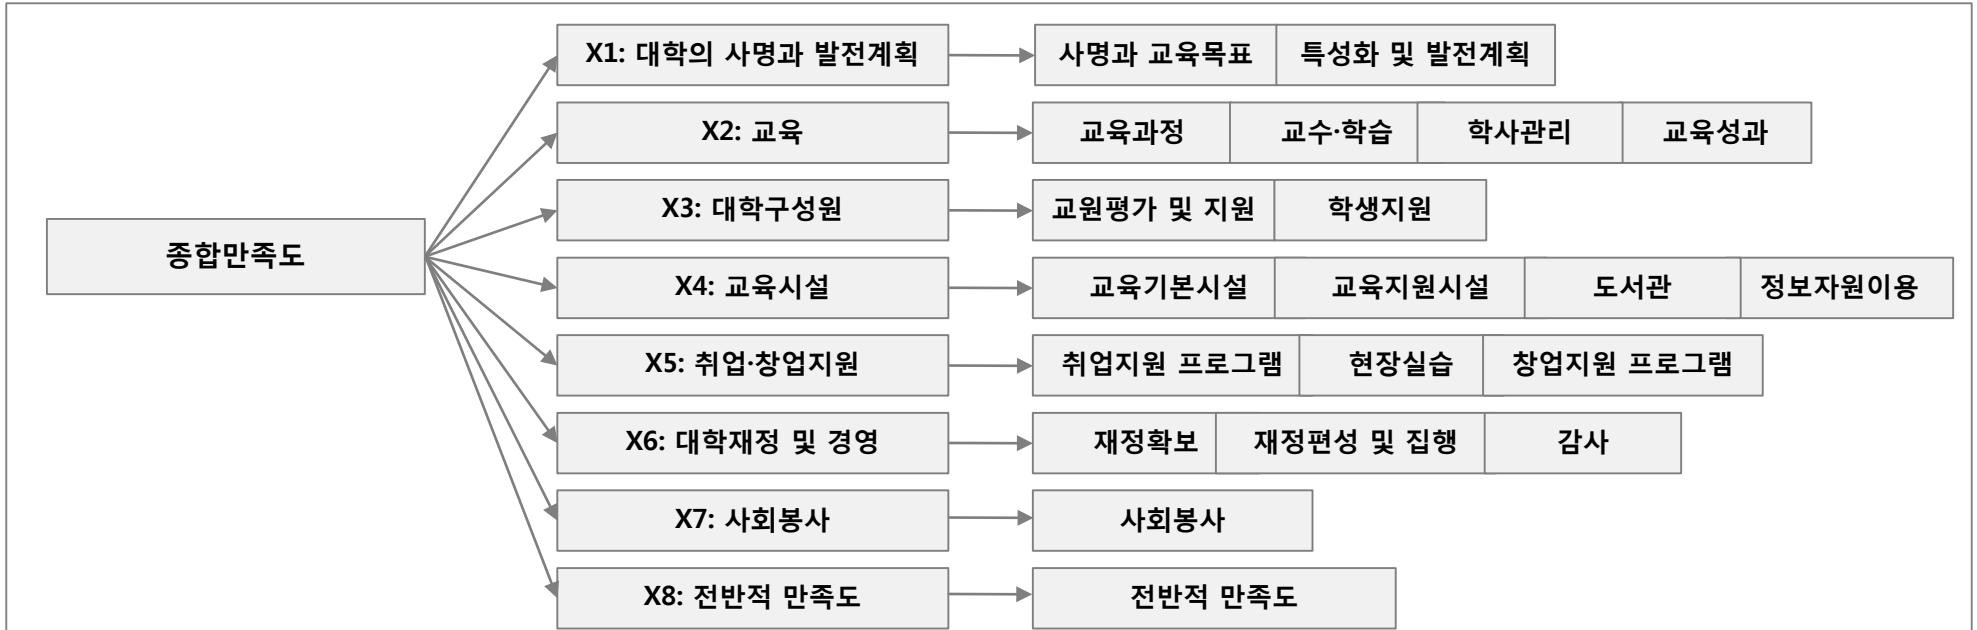 X1: 대학의 사명과 발전계획 사명과 교육목표 특성화 및 발전계획
X2: 교육 교육과정 교수·학습 학사관리 교육성과
X3: 대학구성원 교원평가 및 지원 학생지원
종합만족도
X4: 교육시설 교육기본시설 교육지원시설 도서관 정보자원이용
X5: 취업·창업지원 취업지원 프로그램 현장실습 창업지원 프로그램
X6: 대학재정 및 경영 재정확보 재정편성 및 집행 감사
X7: 사회봉사 사회봉사
X8: 전반적 만족도 전반적 만족도